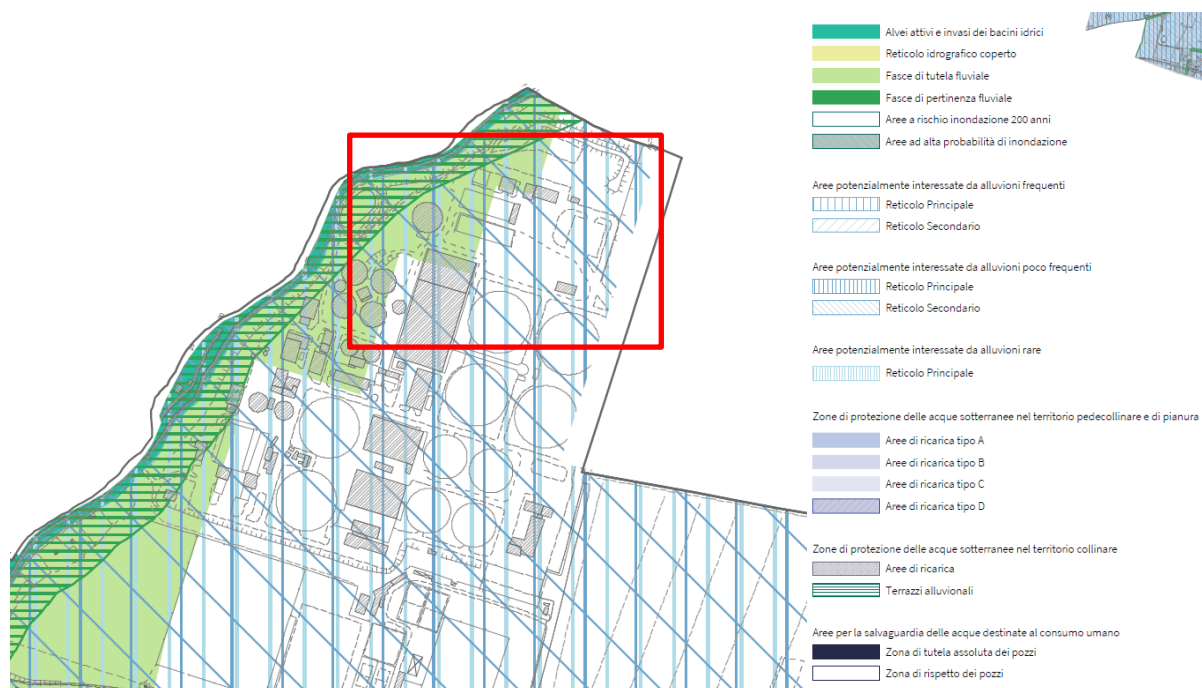 Alvei attivi e invasi dei bacini idrici
Reticolo idrografico coperto
Fasce di tutela fluviale
Fasce di pertinenza fluviale
Aree a rischio inondazione 200 anni
Aree ad alta probabilità di inondazione
Aree potenzialmente interessate da alluvioni frequenti
Reticolo Principale
Reticolo Secondario
Aree potenzialmente interessate da alluvioni poco frequenti
Reticolo Principale
Reticolo Secondario
Aree potenzialmente interessate da alluvioni rare
Reticolo Principale
Zone di protezione delle acque sotterranee nel territorio pedecollinare e di pianura
Aree di ricarica tipo A
Aree di ricarica tipo B
Aree di ricarica tipo C
Aree di ricarica tipo D
Zone di protezione delle acque sotterranee nel territorio collinare
Aree di ricarica
Terrazzi alluvionali
Aree per la salvaguardia delle acque destinate al consumo umano
Zona di tutela assoluta dei pozzi
Zona di rispetto dei pozzi